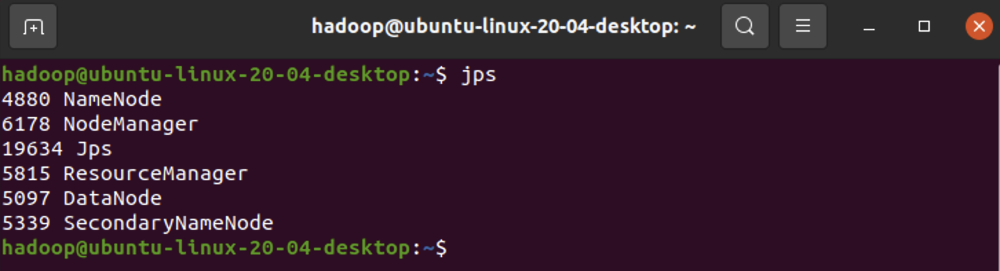 hadoop@ubuntu-linux-20-04-desktop: ~
hadoop@ubuntu-linux-20-04-desktop:~$ jps
4880 NameNode
6178 NodeManager
19634 Jps
5815 ResourceManager
5097 DataNode
5339 SecondaryNameNode
hadoop@ubuntu-linux-20-04-desktop:~$